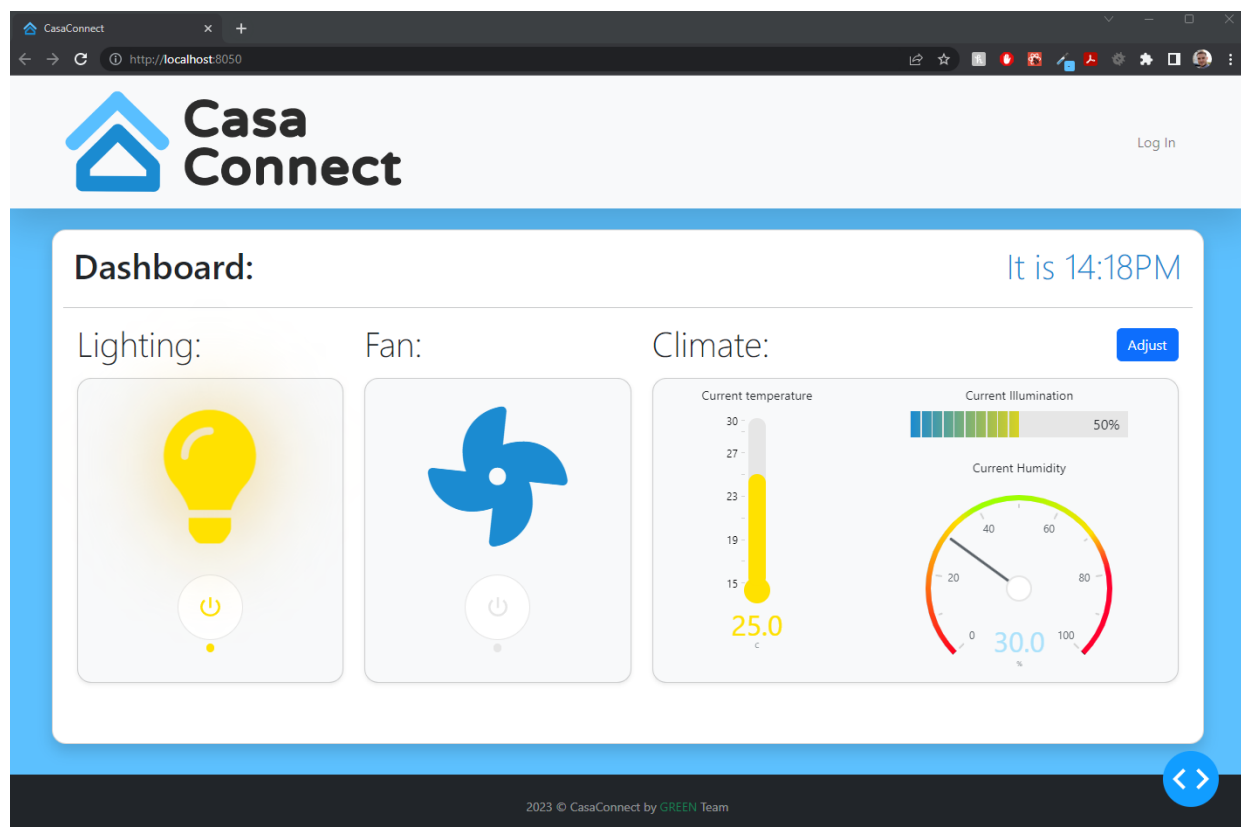 CasaConnect
http://localhost:8050
Casa
Connect
Log In
Dashboard:
It is 14:18PM
Lighting:
Fan:
Climate:
Adjust
Current temperature
30
27
23
19
15
25.0
c
Current Illumination
50%
Current Humidity
0
20
40
60
80
100
30.0
%
2023 © CasaConnect by GREEN Team